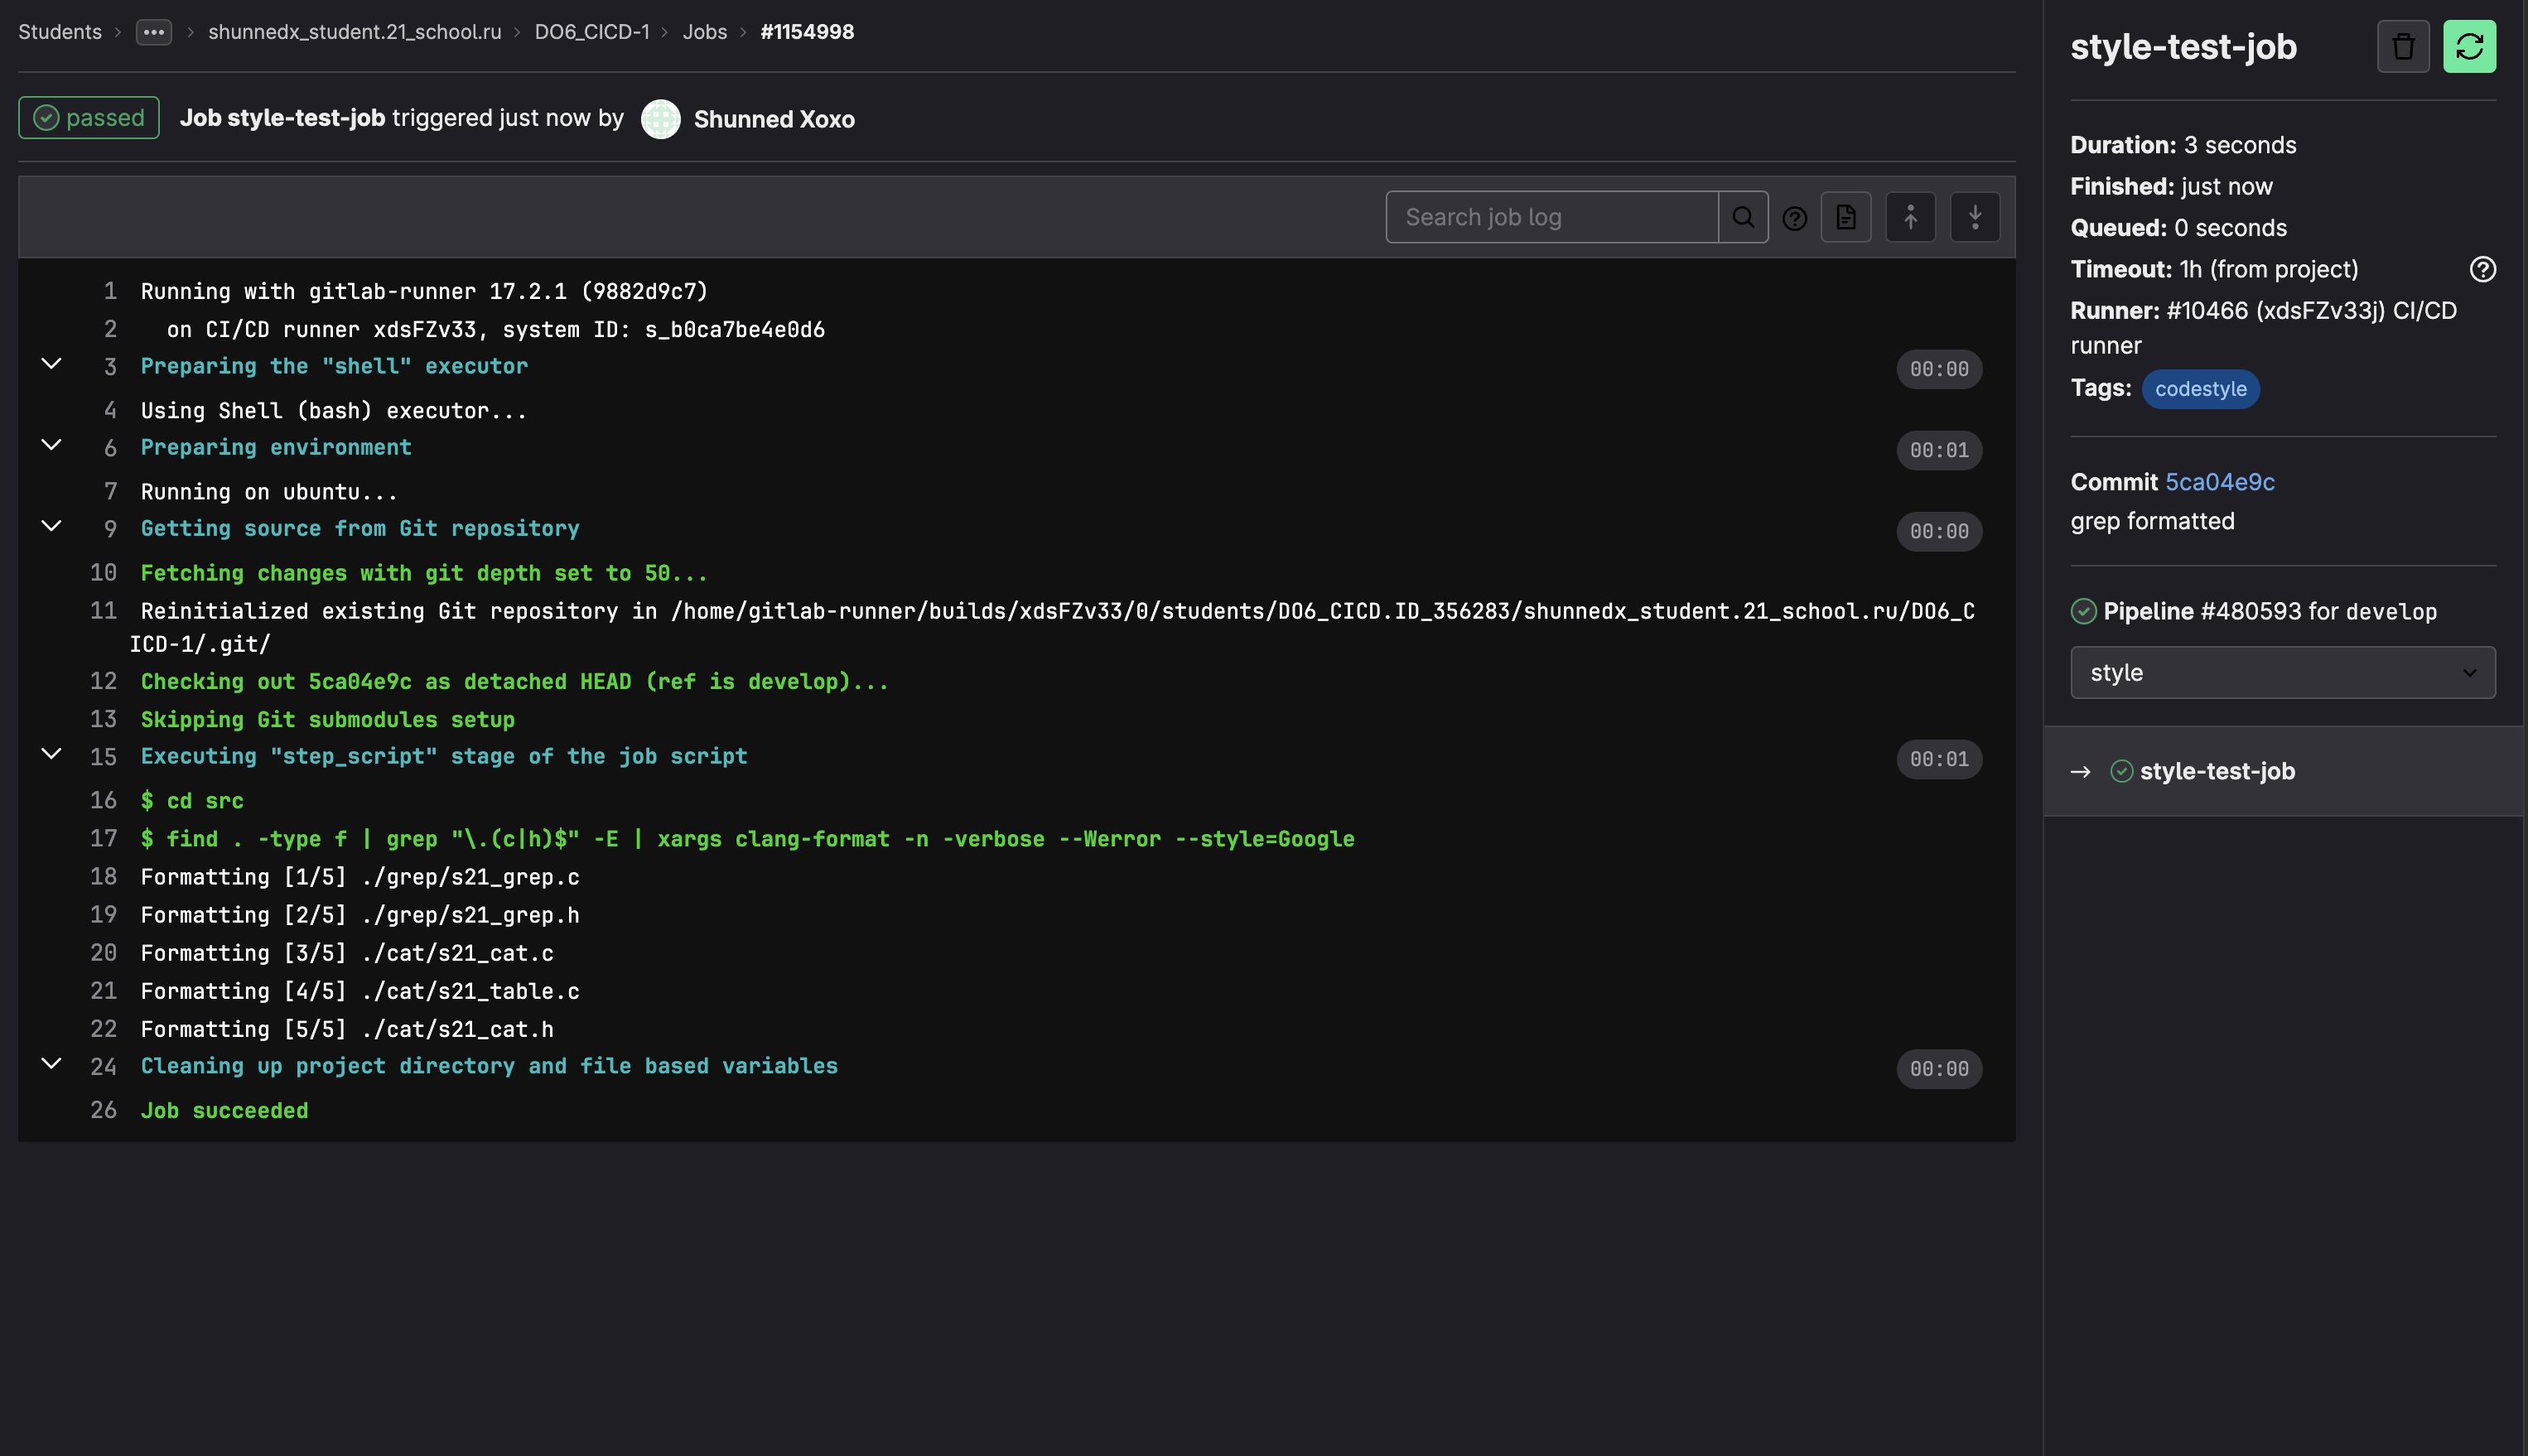 Students > ... > shunnedx_student.21_school.ru > DO6_CICD-1 > Jobs > #1154998
passed Job style-test-job triggered just now by Shunned Xoxo
Search job log
1 Running with gitlab-runner 17.2.1 (9882d9c7)
2 on CI/CD runner xdsFZv33, system ID: s_b0ca7be4e0d6
3 Preparing the "shell" executor 00:00
4 Using Shell (bash) executor...
6 Preparing environment 00:01
7 Running on ubuntu...
9 Getting source from Git repository 00:00
10 Fetching changes with git depth set to 50...
11 Reinitialized existing Git repository in /home/gitlab-runner/builds/xdsFZv33/0/students/DO6_CICD.ID_356283/shunnedx_student.21_school.ru/DO6_C
ICD-1/.git/
12 Checking out 5ca04e9c as detached HEAD (ref is develop)...
13 Skipping Git submodules setup
15 Executing "step_script" stage of the job script 00:01
16 $ cd src
17 $ find . -type f | grep "\.(c|h)$" -E | xargs clang-format -n -verbose --Werror --style=Google
18 Formatting [1/5] ./grep/s21_grep.c
19 Formatting [2/5] ./grep/s21_grep.h
20 Formatting [3/5] ./cat/s21_cat.c
21 Formatting [4/5] ./cat/s21_table.c
22 Formatting [5/5] ./cat/s21_cat.h
24 Cleaning up project directory and file based variables 00:00
26 Job succeeded
style-test-job
Duration: 3 seconds
Finished: just now
Queued: 0 seconds
Timeout: 1h (from project)
Runner: #10466 (xdsFZv33j) CI/CD
runner
Tags: codestyle
Commit 5ca04e9c
grep formatted
Pipeline #480593 for develop
style
→ style-test-job